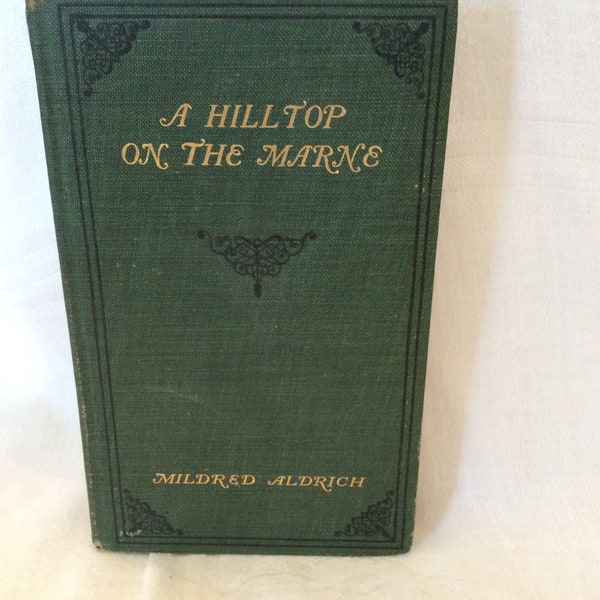 A HILLTOP
ON THE MARNE
MILDRED ALDRICH